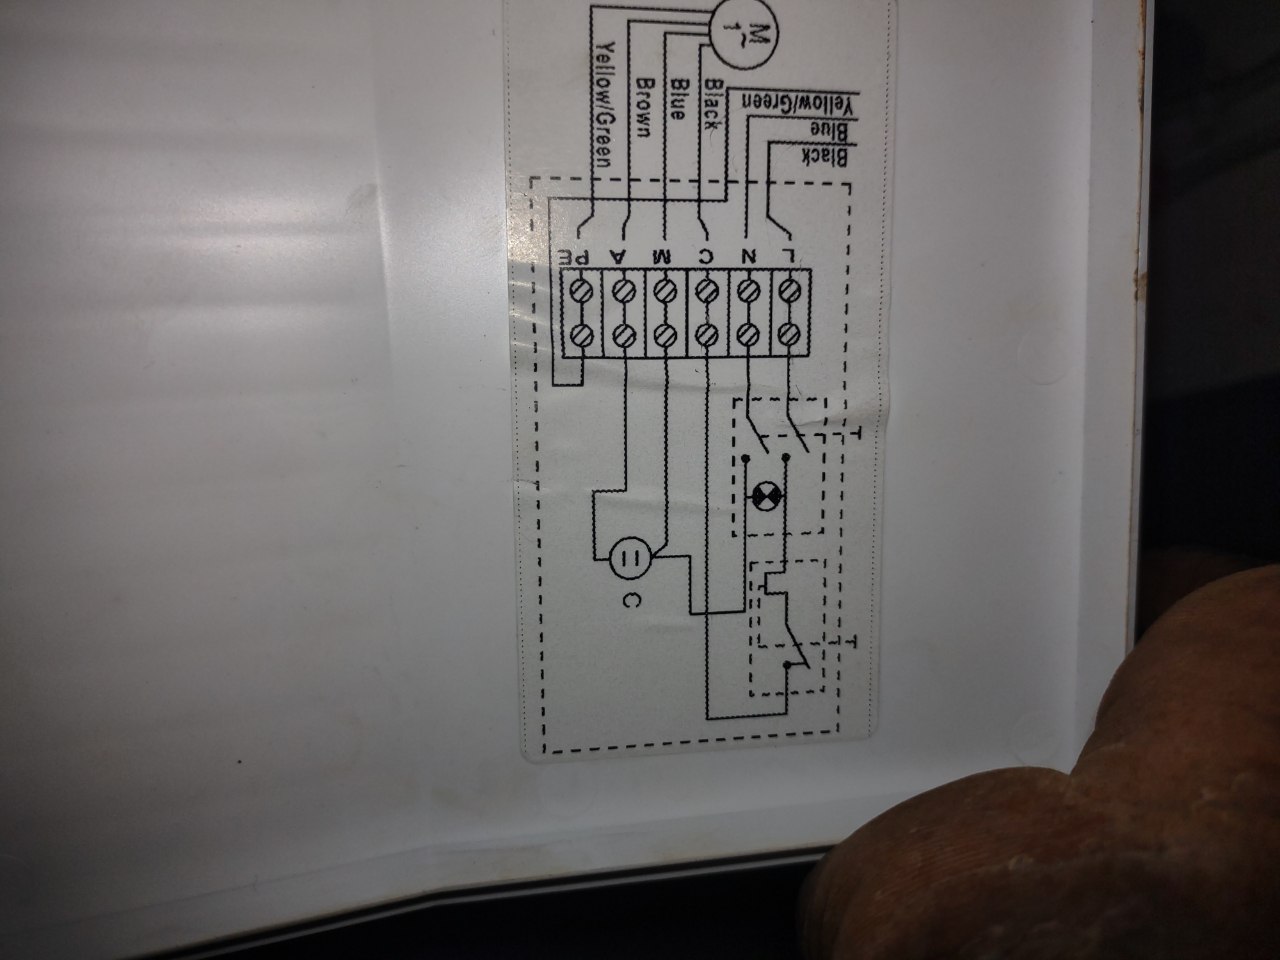 M
1~
Yellow/Green
Brown
Blue
Black
Yellow/Green
Blue
Black
PE A M C N L
C